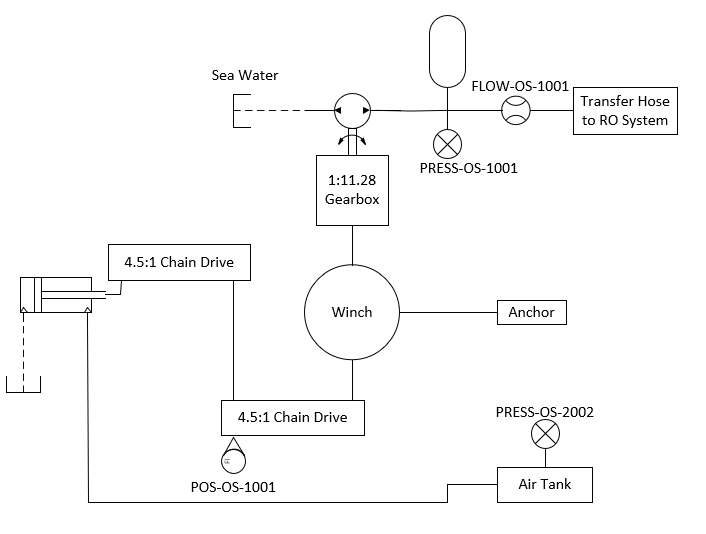 Sea Water
FLOW-OS-1001
Transfer Hose
to RO System
PRESS-OS-1001
1:11.28
Gearbox
4.5:1 Chain Drive
Winch
Anchor
4.5:1 Chain Drive
PRESS-OS-2002
POS-OS-1001
Air Tank